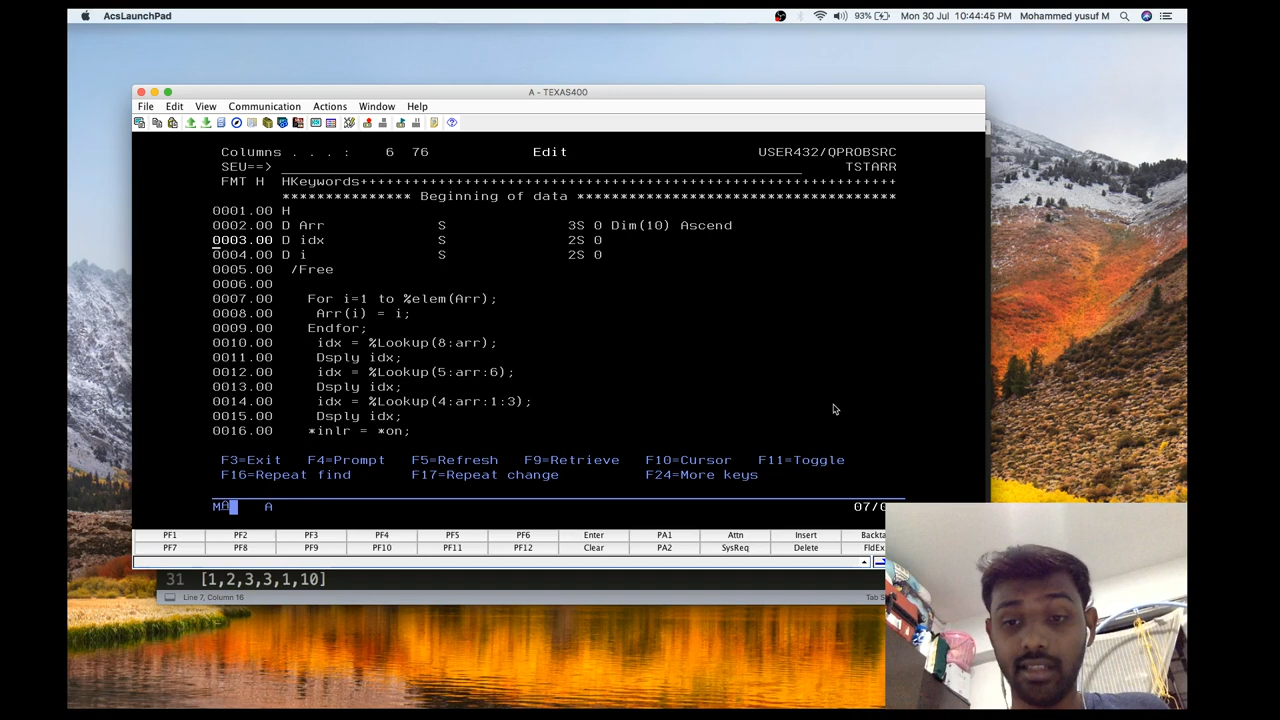 AcsLaunchPad 93% Mon 30 Jul 10:44:45 PM Mohammed yusuf M
A - TEXAS400
File Edit View Communication Actions Window Help
Columns . . . : 6 76 Edit USER432/QPROBSRC
SEU==> TSTARR
FMT H HKeywords++++++++++++++++++++++++++++++++++++++++++++++++++++++++++++++
*************** Beginning of data *************************************
0001.00 H
0002.00 D Arr S 3S 0 Dim(10) Ascend
0003.00 D idx S 2S 0
0004.00 D i S 2S 0
0005.00 /Free
0006.00
0007.00 For i=1 to %elem(Arr);
0008.00 Arr(i) = i;
0009.00 Endfor;
0010.00 idx = %Lookup(8:arr);
0011.00 Dsply idx;
0012.00 idx = %Lookup(5:arr:6);
0013.00 Dsply idx;
0014.00 idx = %Lookup(4:arr:1:3);
0015.00 Dsply idx;
0016.00 *inlr = *on;
F3=Exit F4=Prompt F5=Refresh F9=Retrieve F10=Cursor F11=Toggle
F16=Repeat find F17=Repeat change F24=More keys
A 07/
PF1 PF2 PF3 PF4 PF5 PF6 Enter PA1 Attn Insert Backta
PF7 PF8 PF9 PF10 PF11 PF12 Clear PA2 SysReq Delete FldEx
31 [1,2,3,3,1,10]
Line 7, Column 16 Tab S